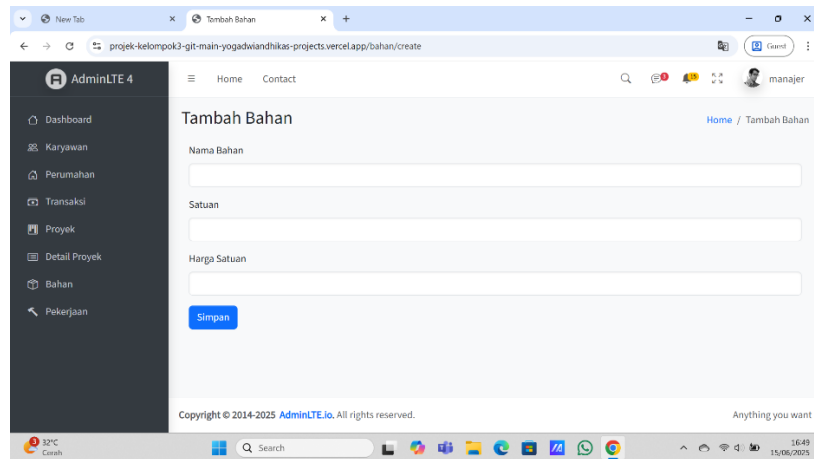 New Tab
Tambah Bahan
projek-kelompok3-git-main-yogadwiandhikas-projects.vercel.app/bahan/create
Guest
AdminLTE 4
Home Contact
3
15
manajer
Dashboard
Karyawan
Perumahan
Transaksi
Proyek
Detail Proyek
Bahan
Pekerjaan
Tambah Bahan
Home / Tambah Bahan
Nama Bahan
Satuan
Harga Satuan
Simpan
Copyright © 2014-2025 AdminLTE.io. All rights reserved.
Anything you want
3
32°C
Cerah
Search
16:49
15/06/2025